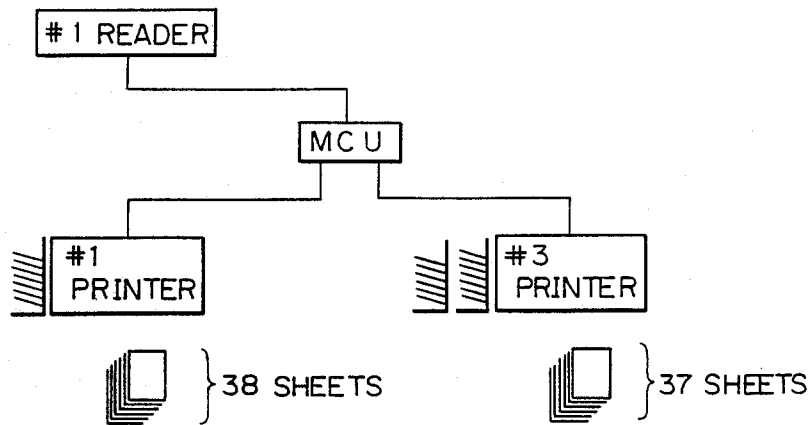 #1 READER
MCU
#1
PRINTER
#3
PRINTER
38 SHEETS
37 SHEETS